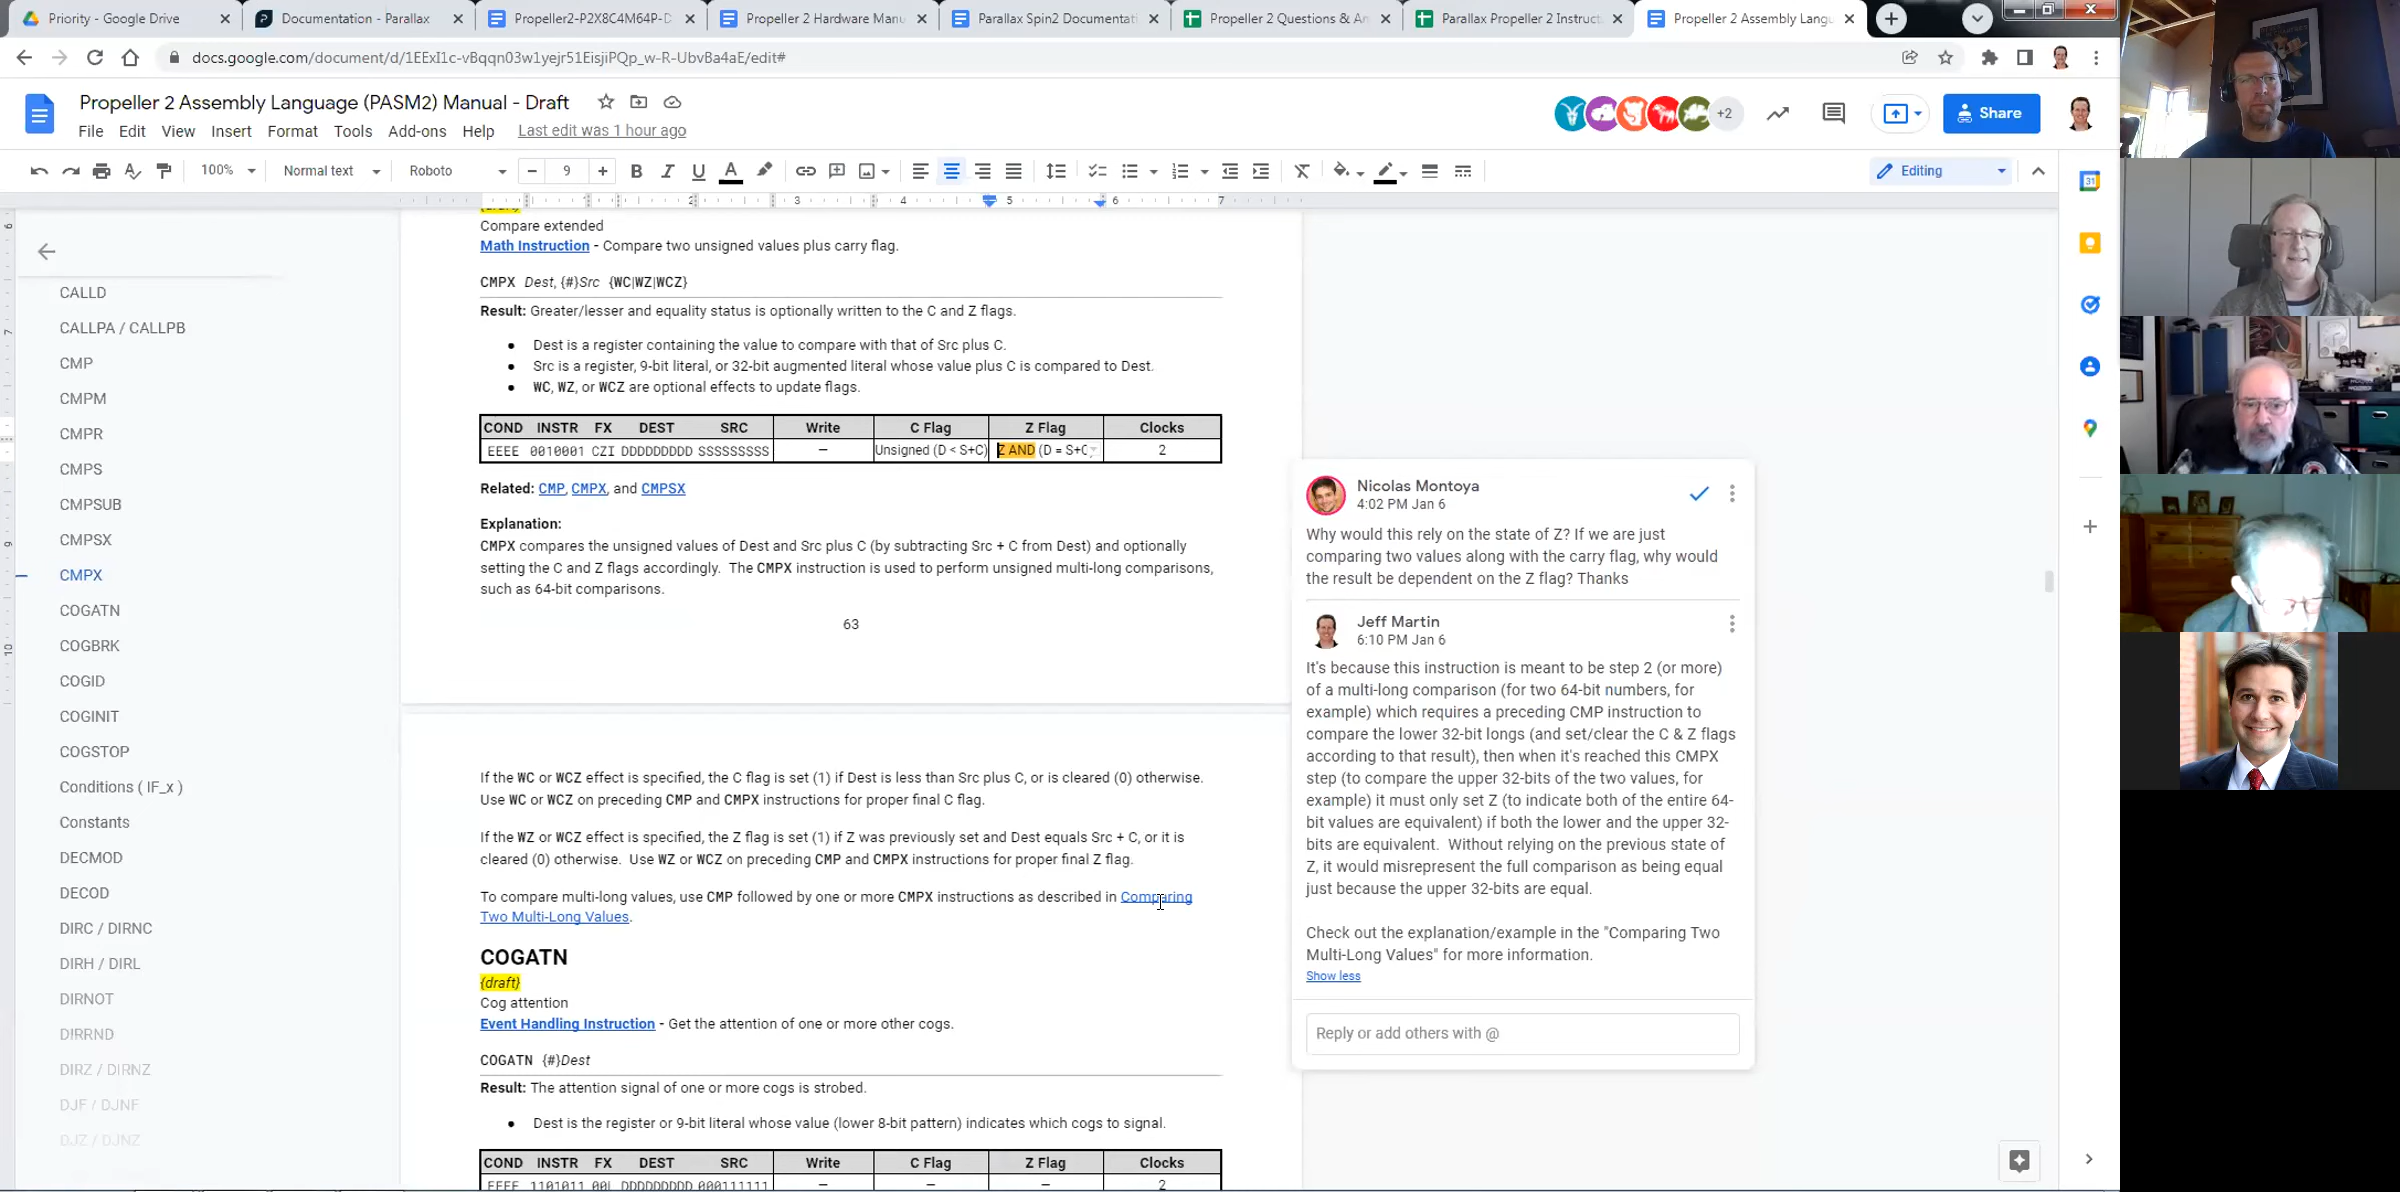 Priority - Google Drive
Documentation - Parallax
Propeller2-P2X8C4M64P-D
Propeller 2 Hardware Manu
Parallax Spin2 Documentati
Propeller 2 Questions & An
Parallax Propeller 2 Instruct
Propeller 2 Assembly Langu
docs.google.com/document/d/1EExI1c-vBqqn03w1yejr51EisjiPQp_w-R-UbvBa4aE/edit#
Propeller 2 Assembly Language (PASM2) Manual - Draft
+2
Share
File Edit View Insert Format Tools Add-ons Help Last edit was 1 hour ago
100% Normal text Roboto 9 Editing
2 3 4 5 6 7
CALLD
CALLPA / CALLPB
CMP
CMPM
CMPR
CMPS
CMPSUB
CMPSX
CMPX
COGATN
COGBRK
COGID
COGINIT
COGSTOP
Conditions ( IF_x )
Constants
DECMOD
DECOD
DIRC / DIRNC
DIRH / DIRL
DIRNOT
DIRRND
DIRZ / DIRNZ
DJF / DJNF
DJZ / DJNZ
{draft}
Compare extended
Math Instruction - Compare two unsigned values plus carry flag.
CMPX Dest, {#}Src {WC|WZ|WCZ}
Result: Greater/lesser and equality status is optionally written to the C and Z flags.
● Dest is a register containing the value to compare with that of Src plus C.
● Src is a register, 9-bit literal, or 32-bit augmented literal whose value plus C is compared to Dest.
● WC, WZ, or WCZ are optional effects to update flags.
COND INSTR FX DEST SRC Write C Flag Z Flag Clocks
EEEE 0010001 CZI DDDDDDDDD SSSSSSSSS — Unsigned (D < S+C) Z AND (D = S+C 2
Related: CMP, CMPX, and CMPSX
Explanation:
CMPX compares the unsigned values of Dest and Src plus C (by subtracting Src + C from Dest) and optionally
setting the C and Z flags accordingly. The CMPX instruction is used to perform unsigned multi-long comparisons,
such as 64-bit comparisons.
63
If the WC or WCZ effect is specified, the C flag is set (1) if Dest is less than Src plus C, or is cleared (0) otherwise.
Use WC or WCZ on preceding CMP and CMPX instructions for proper final C flag.
If the WZ or WCZ effect is specified, the Z flag is set (1) if Z was previously set and Dest equals Src + C, or it is
cleared (0) otherwise. Use WZ or WCZ on preceding CMP and CMPX instructions for proper final Z flag.
To compare multi-long values, use CMP followed by one or more CMPX instructions as described in Comparing
Two Multi-Long Values.
COGATN
{draft}
Cog attention
Event Handling Instruction - Get the attention of one or more other cogs.
COGATN {#}Dest
Result: The attention signal of one or more cogs is strobed.
● Dest is the register or 9-bit literal whose value (lower 8-bit pattern) indicates which cogs to signal.
COND INSTR FX DEST SRC Write C Flag Z Flag Clocks
EEEE 1101011 00L DDDDDDDDD 000111111 — — — 2
Nicolas Montoya
4:02 PM Jan 6
Why would this rely on the state of Z? If we are just
comparing two values along with the carry flag, why would
the result be dependent on the Z flag? Thanks
Jeff Martin
6:10 PM Jan 6
It's because this instruction is meant to be step 2 (or more)
of a multi-long comparison (for two 64-bit numbers, for
example) which requires a preceding CMP instruction to
compare the lower 32-bit longs (and set/clear the C & Z flags
according to that result), then when it's reached this CMPX
step (to compare the upper 32-bits of the two values, for
example) it must only set Z (to indicate both of the entire 64-
bit values are equivalent) if both the lower and the upper 32-
bits are equivalent. Without relying on the previous state of
Z, it would misrepresent the full comparison as being equal
just because the upper 32-bits are equal.
Check out the explanation/example in the "Comparing Two
Multi-Long Values" for more information.
Show less
Reply or add others with @